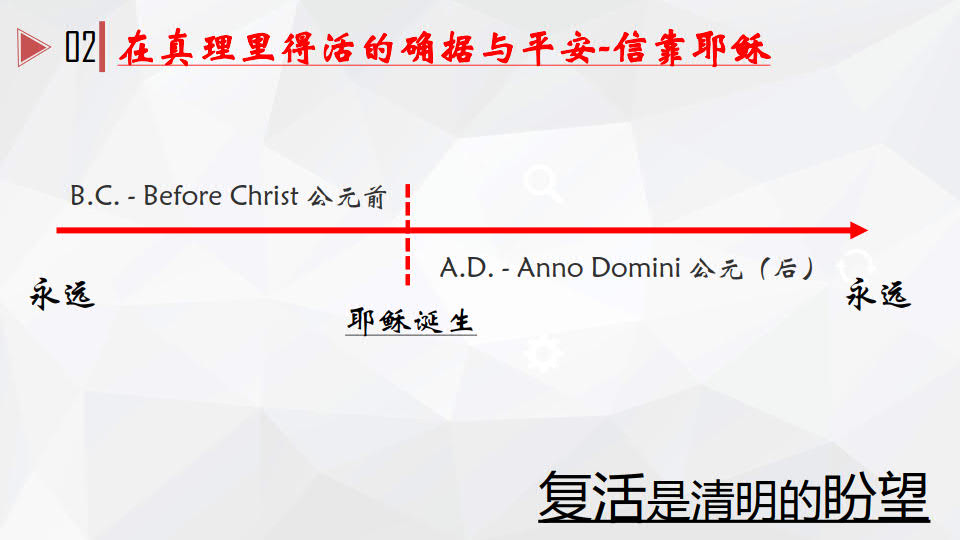 02 在真理里得活的确据与平安-信靠耶稣
B.C. - Before Christ 公元前
A.D. - Anno Domini 公元（后）
永远
永远
耶稣诞生
复活是清明的盼望